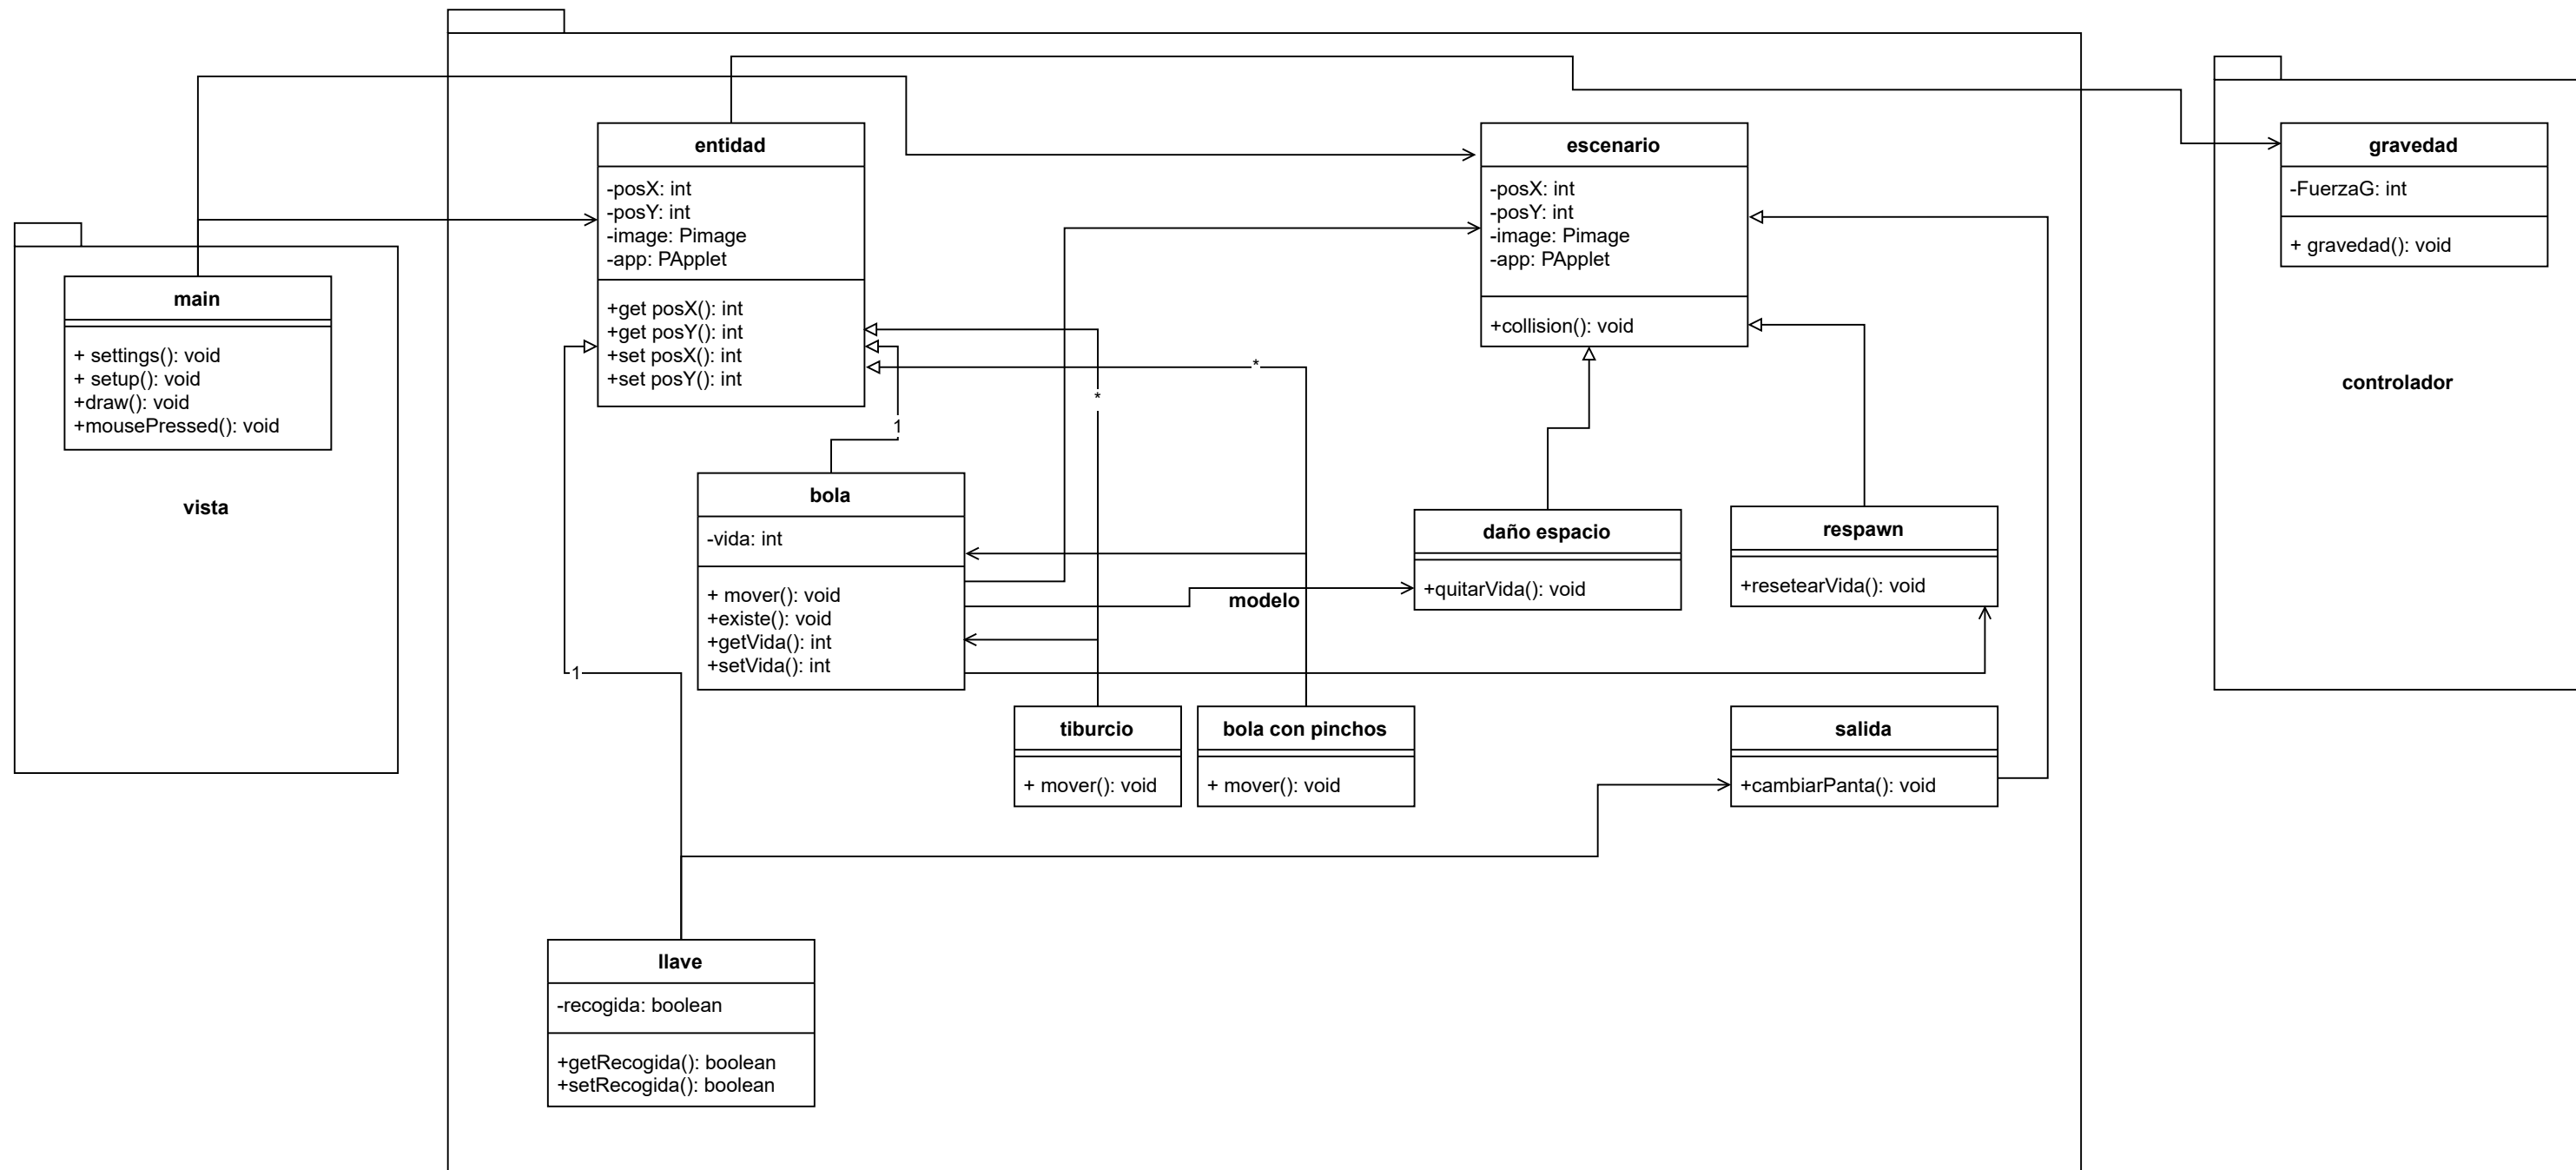 main
+ settings(): void
+ setup(): void
+draw(): void
+mousePressed(): void
vista
entidad
-posX: int
-posY: int
-image: Pimage
-app: PApplet
+get posX(): int
+get posY(): int
+set posX(): int
+set posY(): int
escenario
-posX: int
-posY: int
-image: Pimage
-app: PApplet
+collision(): void
*
*
1
bola
-vida: int
+ mover(): void
+existe(): void
+getVida(): int
+setVida(): int
modelo
daño espacio
+quitarVida(): void
respawn
+resetearVida(): void
1
tiburcio
+ mover(): void
bola con pinchos
+ mover(): void
salida
+cambiarPanta(): void
llave
-recogida: boolean
+getRecogida(): boolean
+setRecogida(): boolean
gravedad
-FuerzaG: int
+ gravedad(): void
controlador